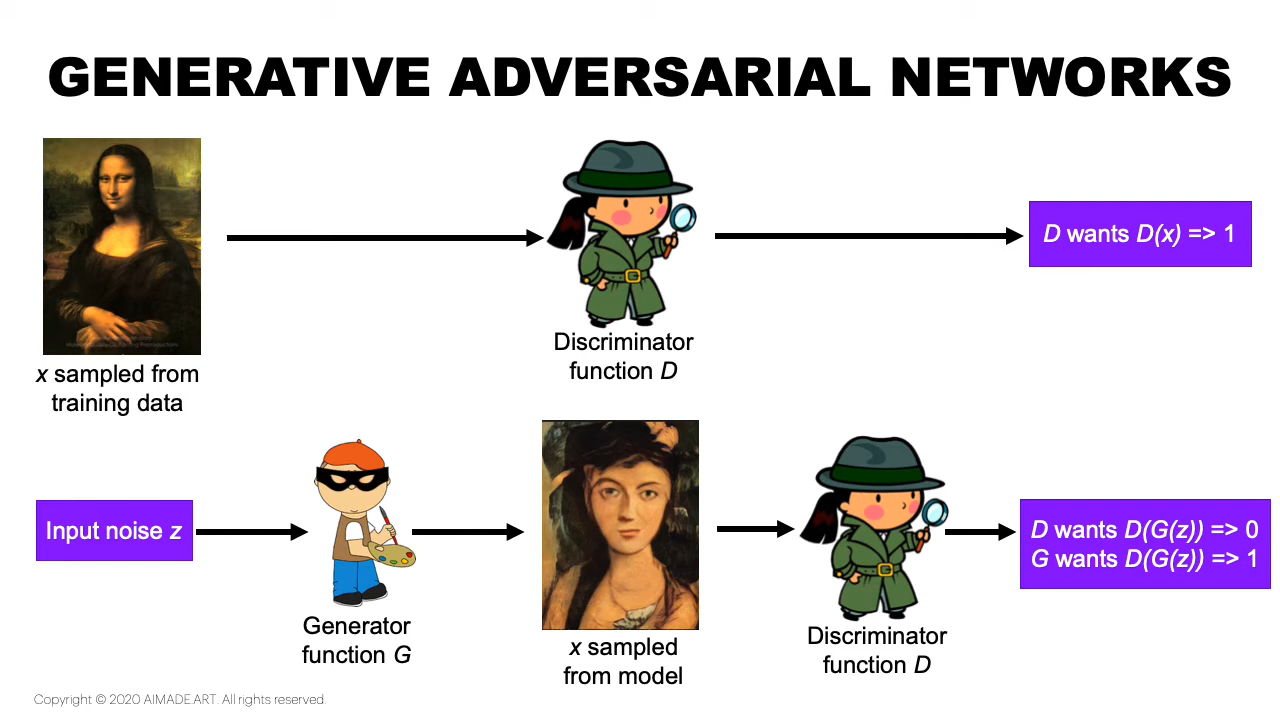 GENERATIVE ADVERSARIAL NETWORKS
D wants D(x) => 1
Discriminator
function D
x sampled from
training data
Input noise z
D wants D(G(z)) => 0
G wants D(G(z)) => 1
Generator
function G
x sampled
from model
Discriminator
function D
Copyright © 2020 AIMADE.ART. All rights reserved.